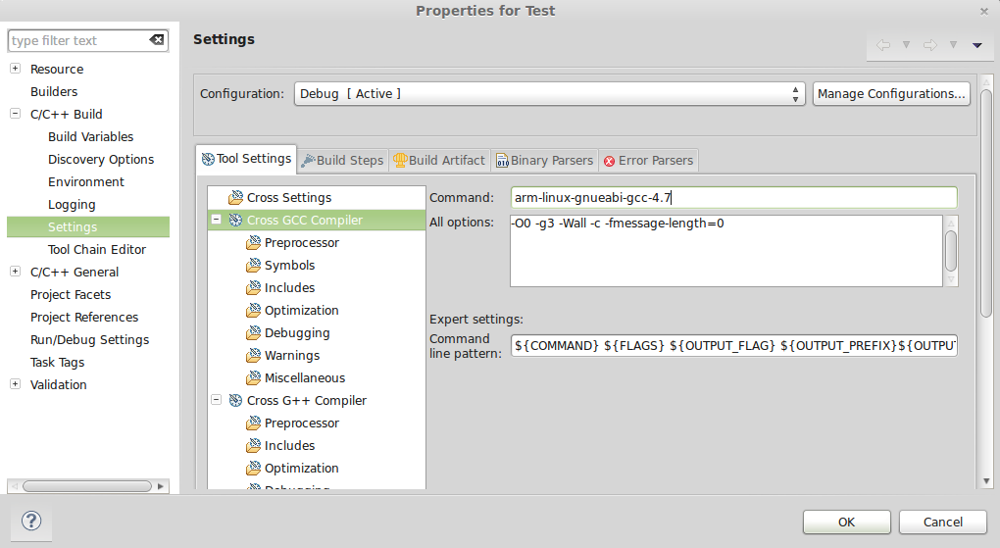 Properties for Test
type filter text
Resource
Builders
C/C++ Build
Build Variables
Discovery Options
Environment
Logging
Settings
Tool Chain Editor
C/C++ General
Project Facets
Project References
Run/Debug Settings
Task Tags
Validation
Settings
Configuration: Debug [ Active ] Manage Configurations...
Tool Settings Build Steps Build Artifact Binary Parsers Error Parsers
Cross Settings
Cross GCC Compiler
Preprocessor
Symbols
Includes
Optimization
Debugging
Warnings
Miscellaneous
Cross G++ Compiler
Preprocessor
Includes
Optimization
Debugging
Command: arm-linux-gnueabi-gcc-4.7
All options: -O0 -g3 -Wall -c -fmessage-length=0
Expert settings:
Command
line pattern: ${COMMAND} ${FLAGS} ${OUTPUT_FLAG} ${OUTPUT_PREFIX}${OUTPU
OK Cancel